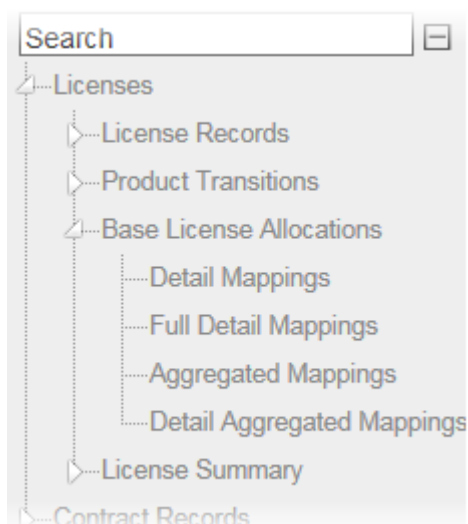 Search
Licenses
License Records
Product Transitions
Base License Allocations
Detail Mappings
Full Detail Mappings
Aggregated Mappings
Detail Aggregated Mappings
License Summary
Contract Records